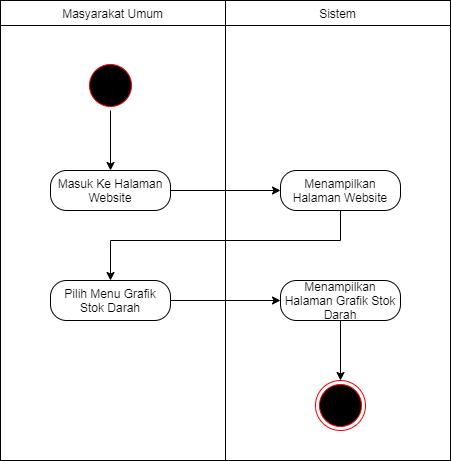 Masyarakat Umum
Sistem
Masuk Ke Halaman
Website
Menampilkan
Halaman Website
Pilih Menu Grafik
Stok Darah
Menampilkan
Halaman Grafik Stok
Darah